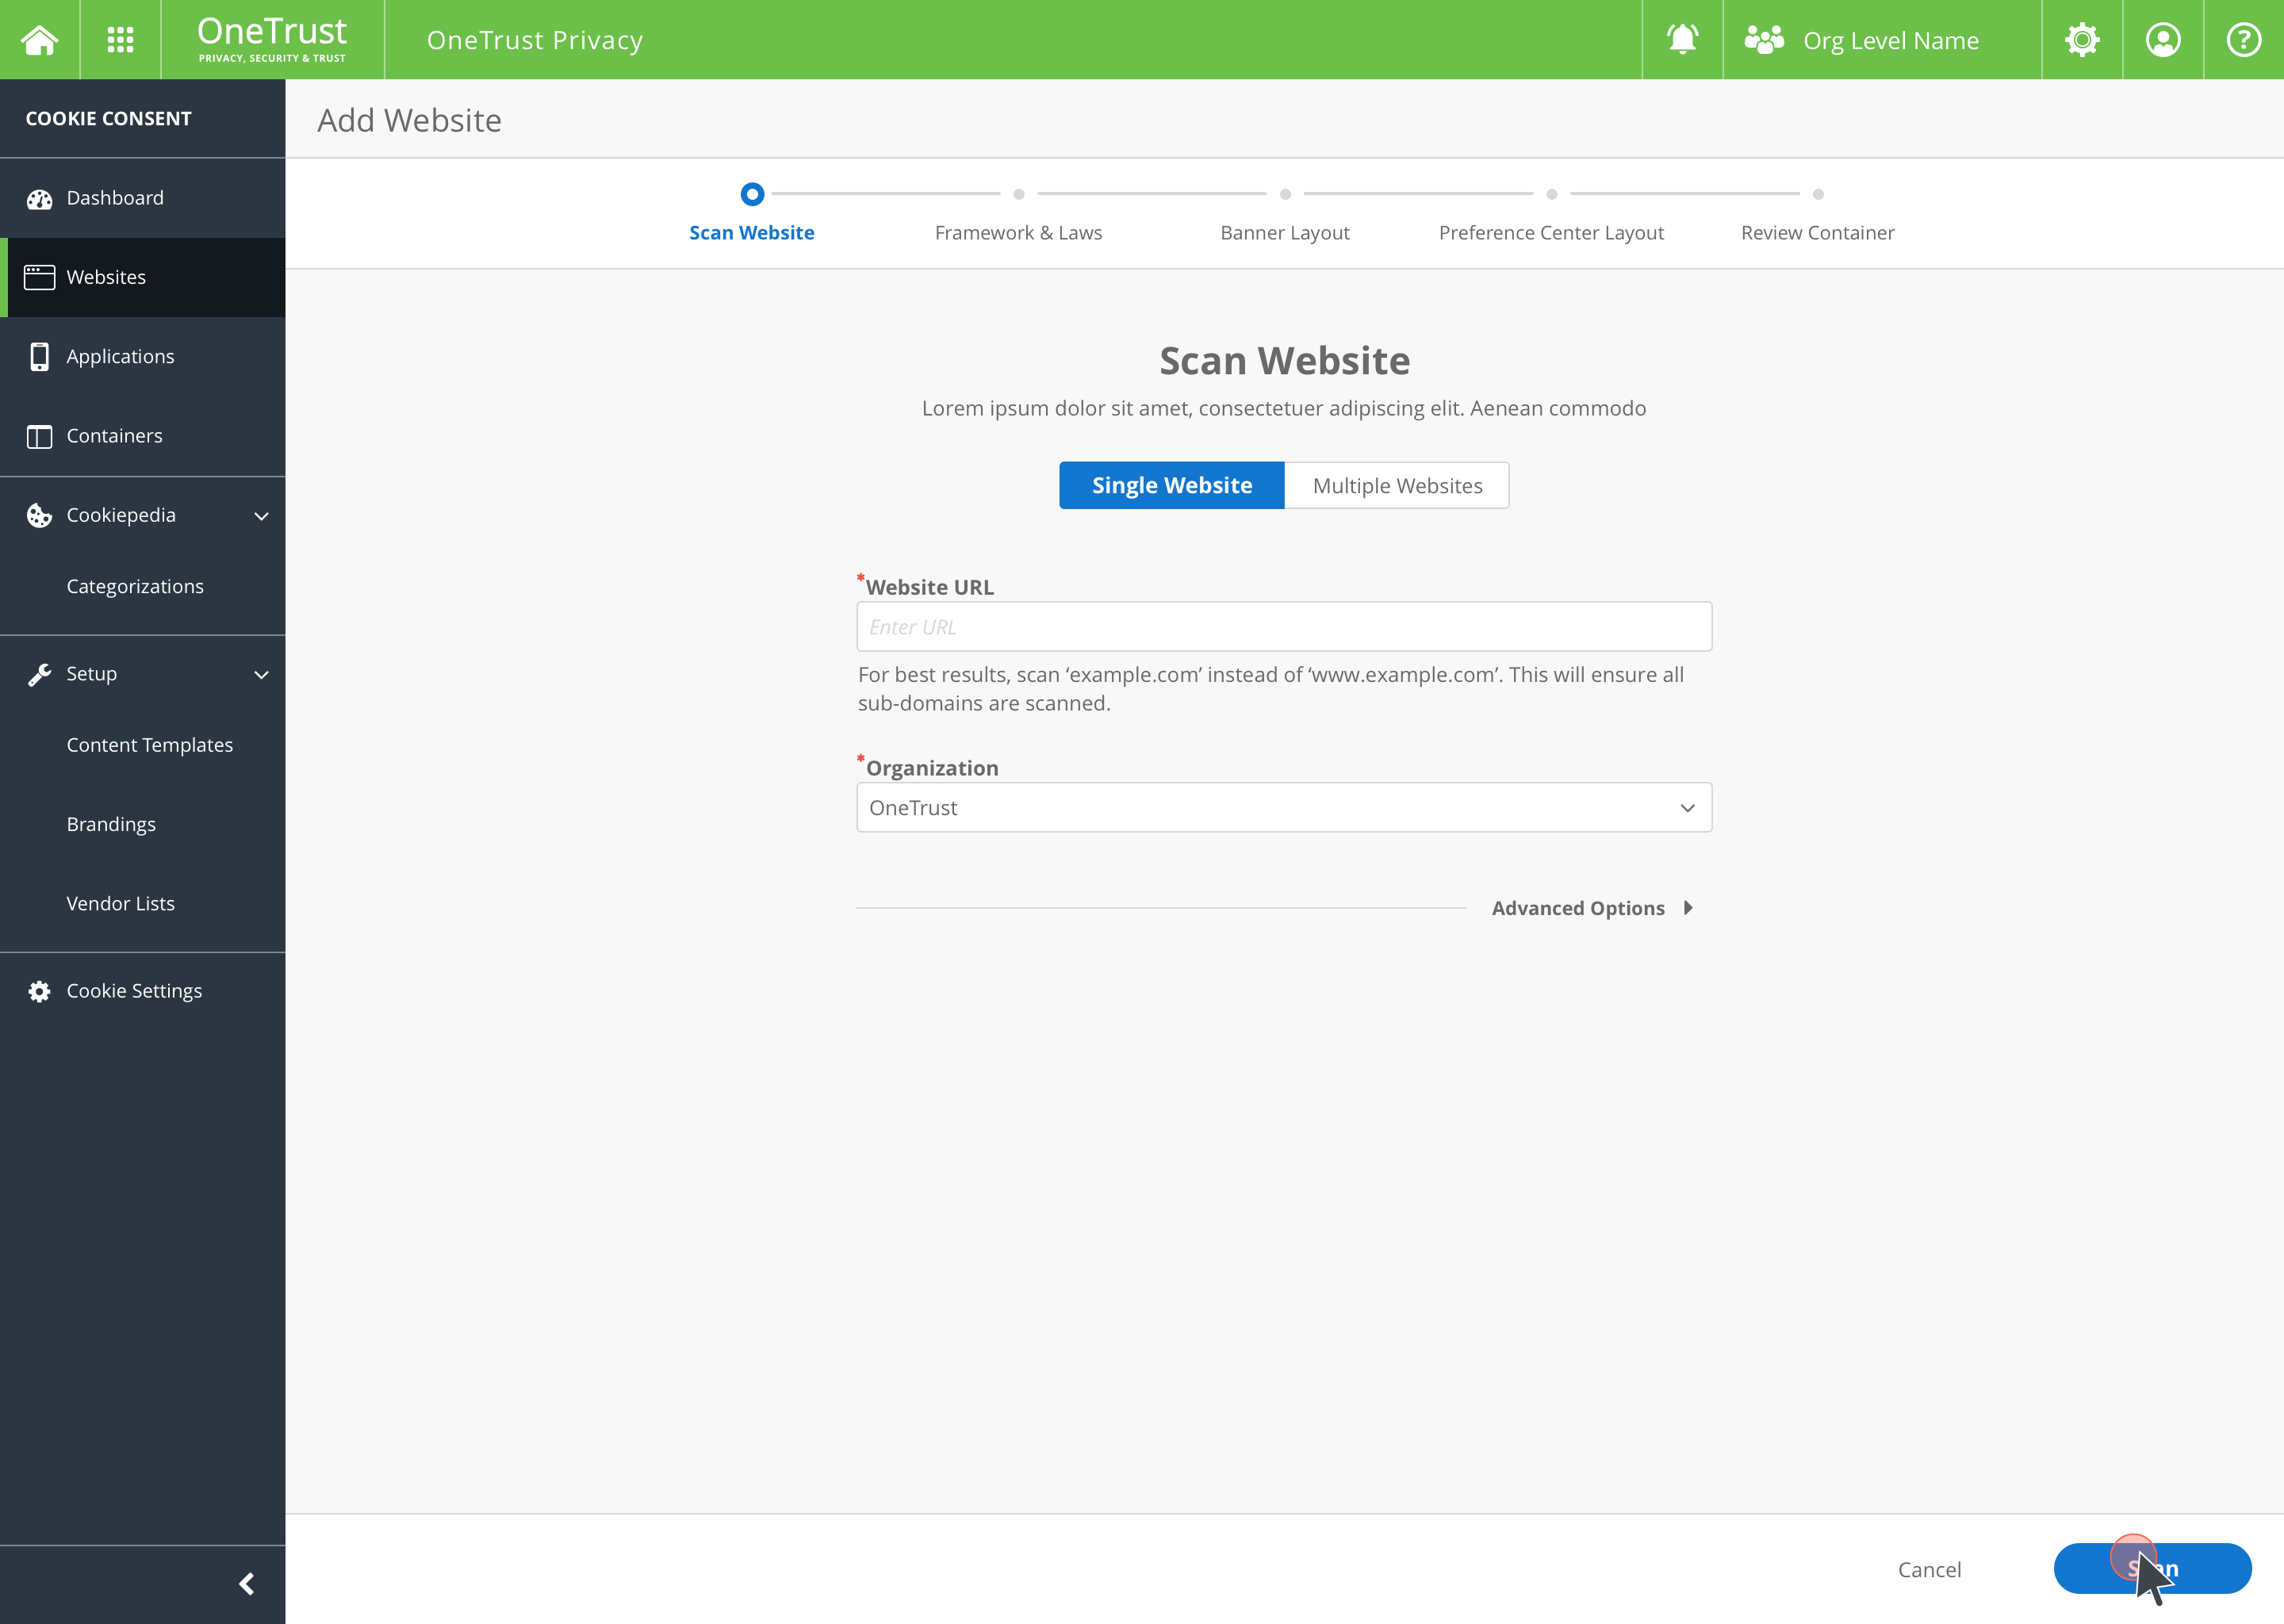 OneTrust
PRIVACY, SECURITY & TRUST
OneTrust Privacy
Org Level Name
?
COOKIE CONSENT
Dashboard
Websites
Applications
Containers
Cookiepedia
Categorizations
Setup
Content Templates
Brandings
Vendor Lists
Cookie Settings
Add Website
Scan Website
Framework & Laws
Banner Layout
Preference Center Layout
Review Container
Scan Website
Lorem ipsum dolor sit amet, consectetuer adipiscing elit. Aenean commodo
Single Website
Multiple Websites
*Website URL
Enter URL
For best results, scan ‘example.com’ instead of ‘www.example.com’. This will ensure all
sub-domains are scanned.
*Organization
OneTrust
Advanced Options
Cancel